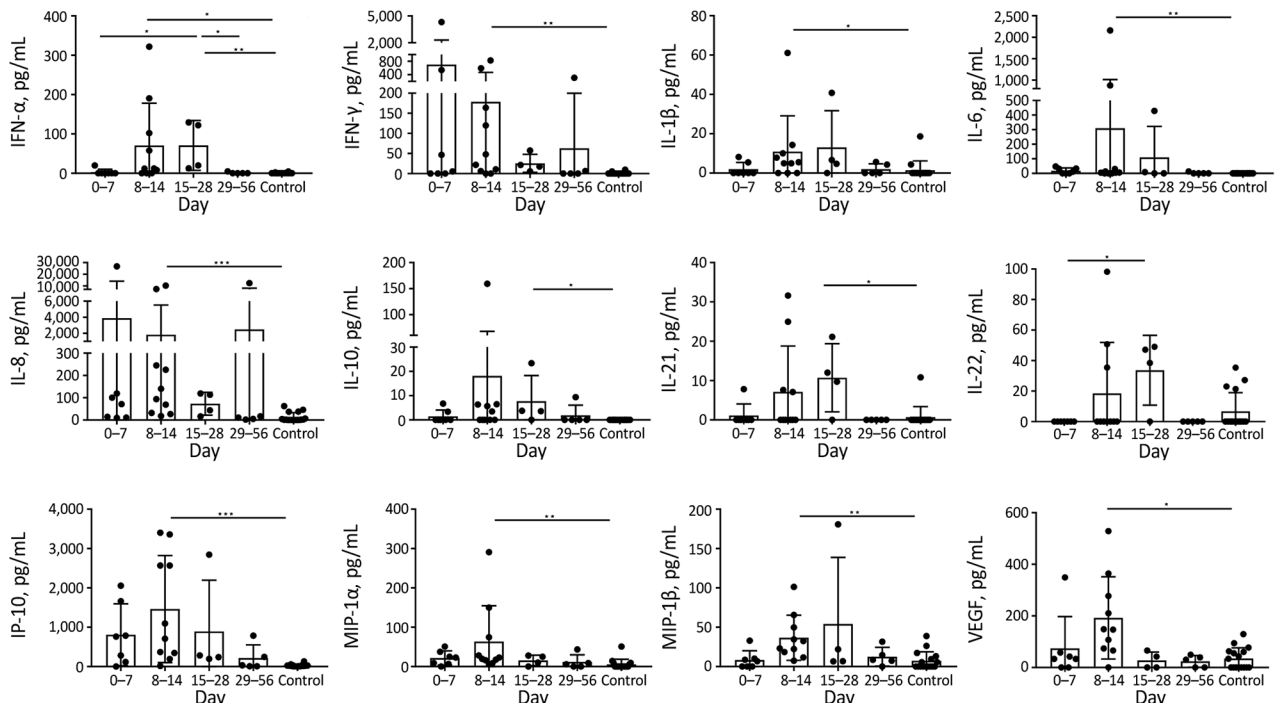 IFN-α, pg/mL
400
300
200
100
0
*
*
*
**
0–7 8–14 15–28 29–56 Control
Day
IFN-γ, pg/mL
5,000
2,000
800
400
200
150
100
50
0
**
0–7 8–14 15–28 29–56 Control
Day
IL-1β, pg/mL
80
60
40
20
0
*
0–7 8–14 15–28 29–56 Control
Day
IL-6, pg/mL
2,500
2,000
1,500
1,000
500
400
300
200
100
0
**
0–7 8–14 15–28 29–56 Control
Day
IL-8, pg/mL
30,000
20,000
10,000
6,000
4,000
2,000
300
200
100
0
***
0–7 8–14 15–28 29–56 Control
Day
IL-10, pg/mL
200
150
100
30
20
10
0
*
0–7 8–14 15–28 29–56 Control
Day
IL-21, pg/mL
40
30
20
10
0
*
0–7 8–14 15–28 29–56 Control
Day
IL-22, pg/mL
100
80
60
40
20
0
*
0–7 8–14 15–28 29–56 Control
Day
IP-10, pg/mL
4,000
3,000
2,000
1,000
0
***
0–7 8–14 15–28 29–56 Control
Day
MIP-1α, pg/mL
400
300
200
100
0
**
0–7 8–14 15–28 29–56 Control
Day
MIP-1β, pg/mL
200
150
100
50
0
**
0–7 8–14 15–28 29–56 Control
Day
VEGF, pg/mL
600
400
200
0
*
0–7 8–14 15–28 29–56 Control
Day